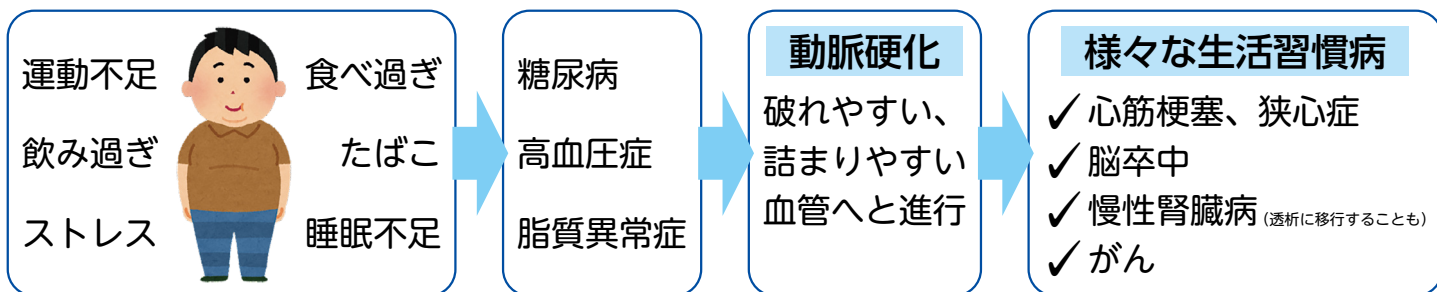 運動不足
食べ過ぎ
飲み過ぎ
たばこ
ストレス
睡眠不足
糖尿病
高血圧症
脂質異常症
動脈硬化
破れやすい、
詰まりやすい
血管へと進行
様々な生活習慣病
✓心筋梗塞、狭心症
✓脳卒中
✓慢性腎臓病（透析に移行することも）
✓がん